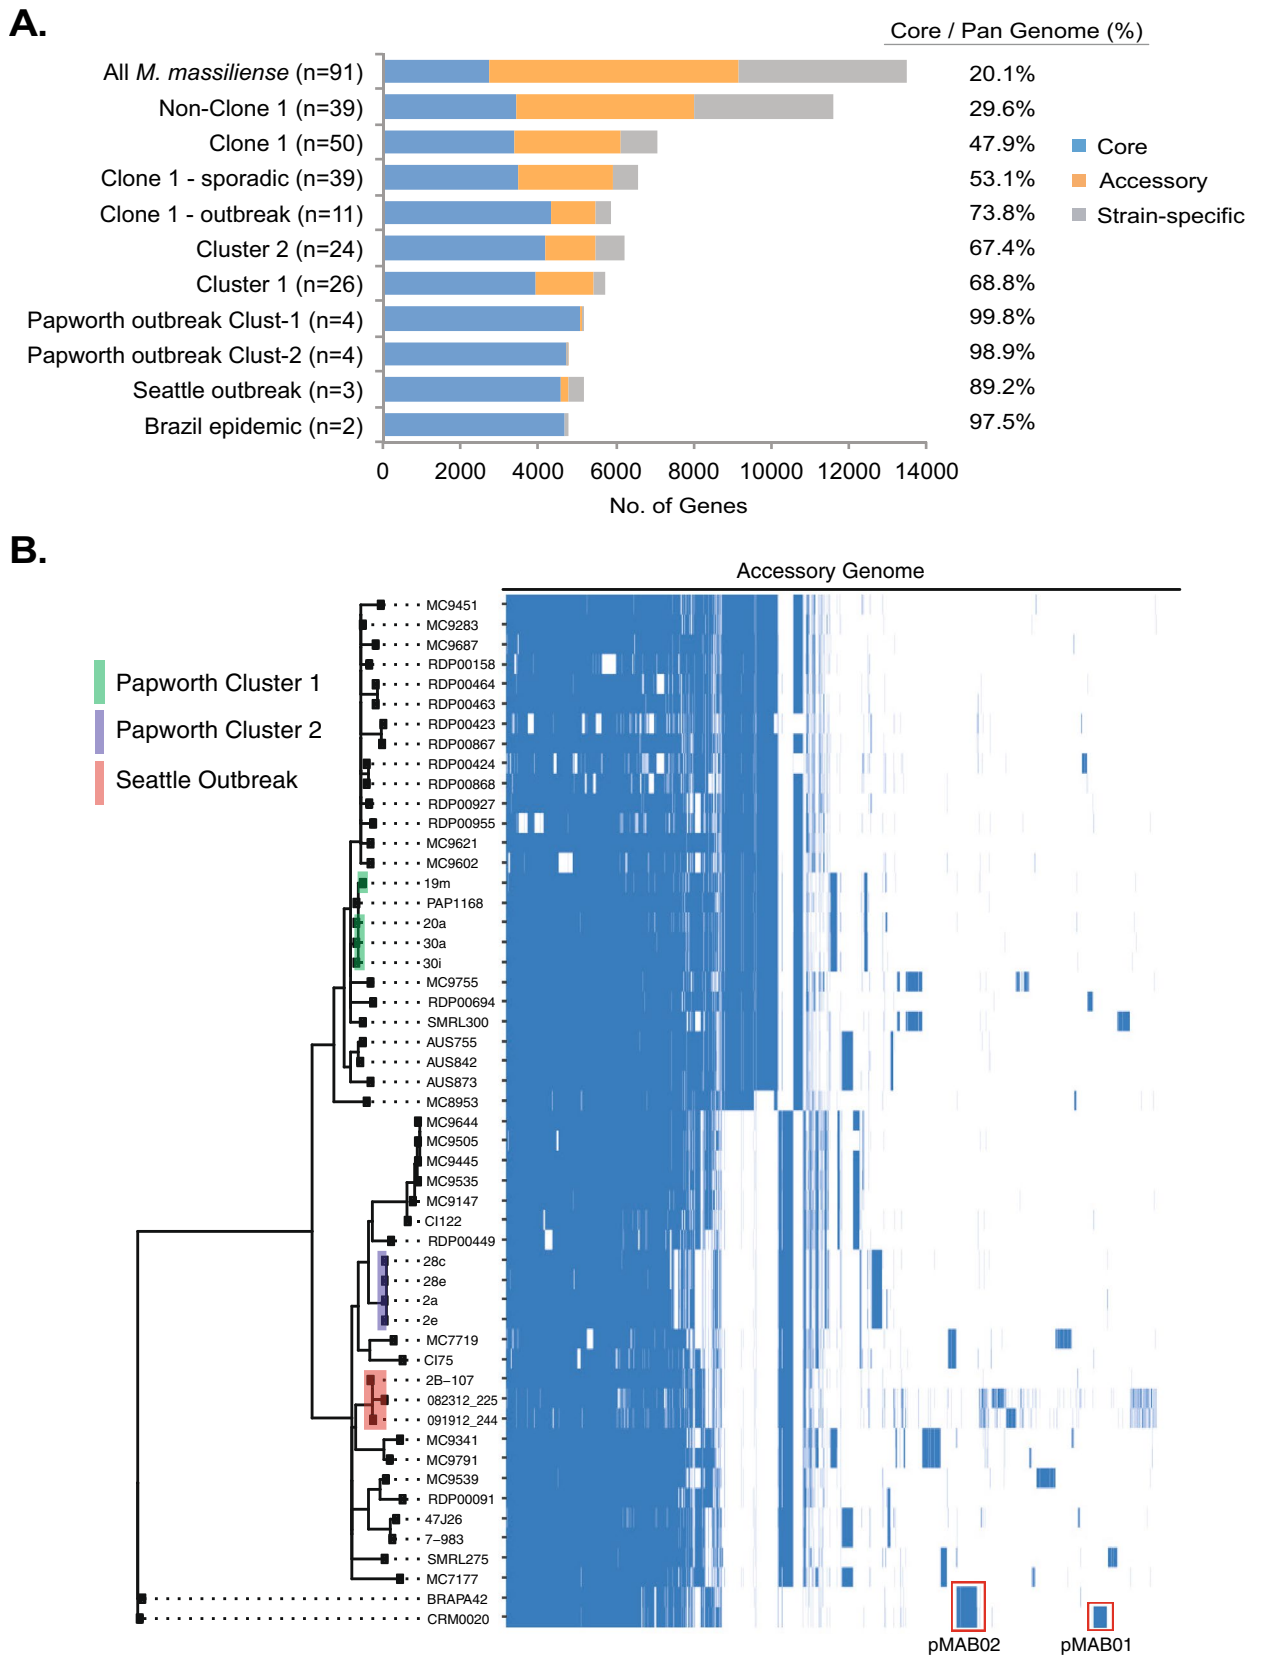 A.
Core / Pan Genome (%)
All M. massiliense (n=91) 20.1%
Non-Clone 1 (n=39) 29.6%
Clone 1 (n=50) 47.9%
Clone 1 - sporadic (n=39) 53.1%
Clone 1 - outbreak (n=11) 73.8%
Cluster 2 (n=24) 67.4%
Cluster 1 (n=26) 68.8%
Papworth outbreak Clust-1 (n=4) 99.8%
Papworth outbreak Clust-2 (n=4) 98.9%
Seattle outbreak (n=3) 89.2%
Brazil epidemic (n=2) 97.5%
Core
Accessory
Strain-specific
0 2000 4000 6000 8000 10000 12000 14000
No. of Genes
B.
Accessory Genome
Papworth Cluster 1
Papworth Cluster 2
Seattle Outbreak
MC9451
MC9283
MC9687
RDP00158
RDP00464
RDP00463
RDP00423
RDP00867
RDP00424
RDP00868
RDP00927
RDP00955
MC9621
MC9602
19m
PAP1168
20a
30a
30i
MC9755
RDP00694
SMRL300
AUS755
AUS842
AUS873
MC8953
MC9644
MC9505
MC9445
MC9535
MC9147
CI122
RDP00449
28c
28e
2a
2e
MC7719
CI75
2B−107
082312_225
091912_244
MC9341
MC9791
MC9539
RDP00091
47J26
7−983
SMRL275
MC7177
BRAPA42
CRM0020
pMAB02 pMAB01